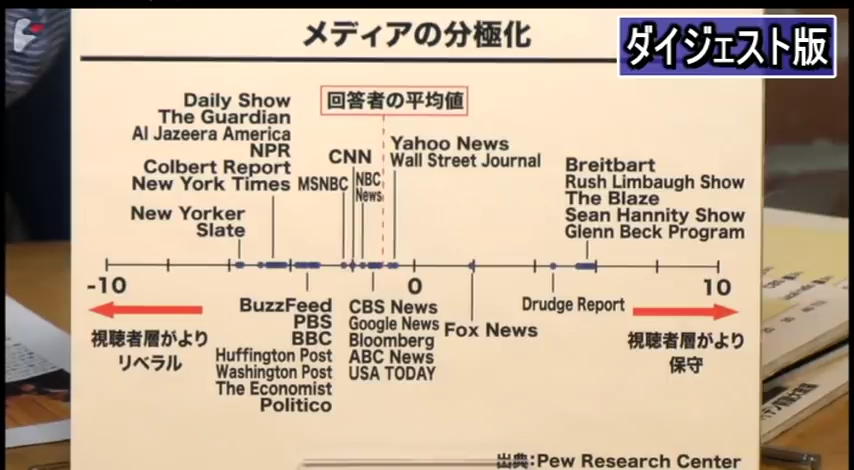 メディアの分極化
ダイジェスト版
回答者の平均値
Daily Show
The Guardian
Al Jazeera America
NPR
Colbert Report
New York Times
New Yorker
Slate
MSNBC
CNN
NBC
News
Yahoo News
Wall Street Journal
Breitbart
Rush Limbaugh Show
The Blaze
Sean Hannity Show
Glenn Beck Program
-10
0
10
視聴者層がより
リベラル
BuzzFeed
PBS
BBC
Huffington Post
Washington Post
The Economist
Politico
CBS News
Google News
Bloomberg
ABC News
USA TODAY
Fox News
Drudge Report
視聴者層がより
保守
出典:Pew Research Center